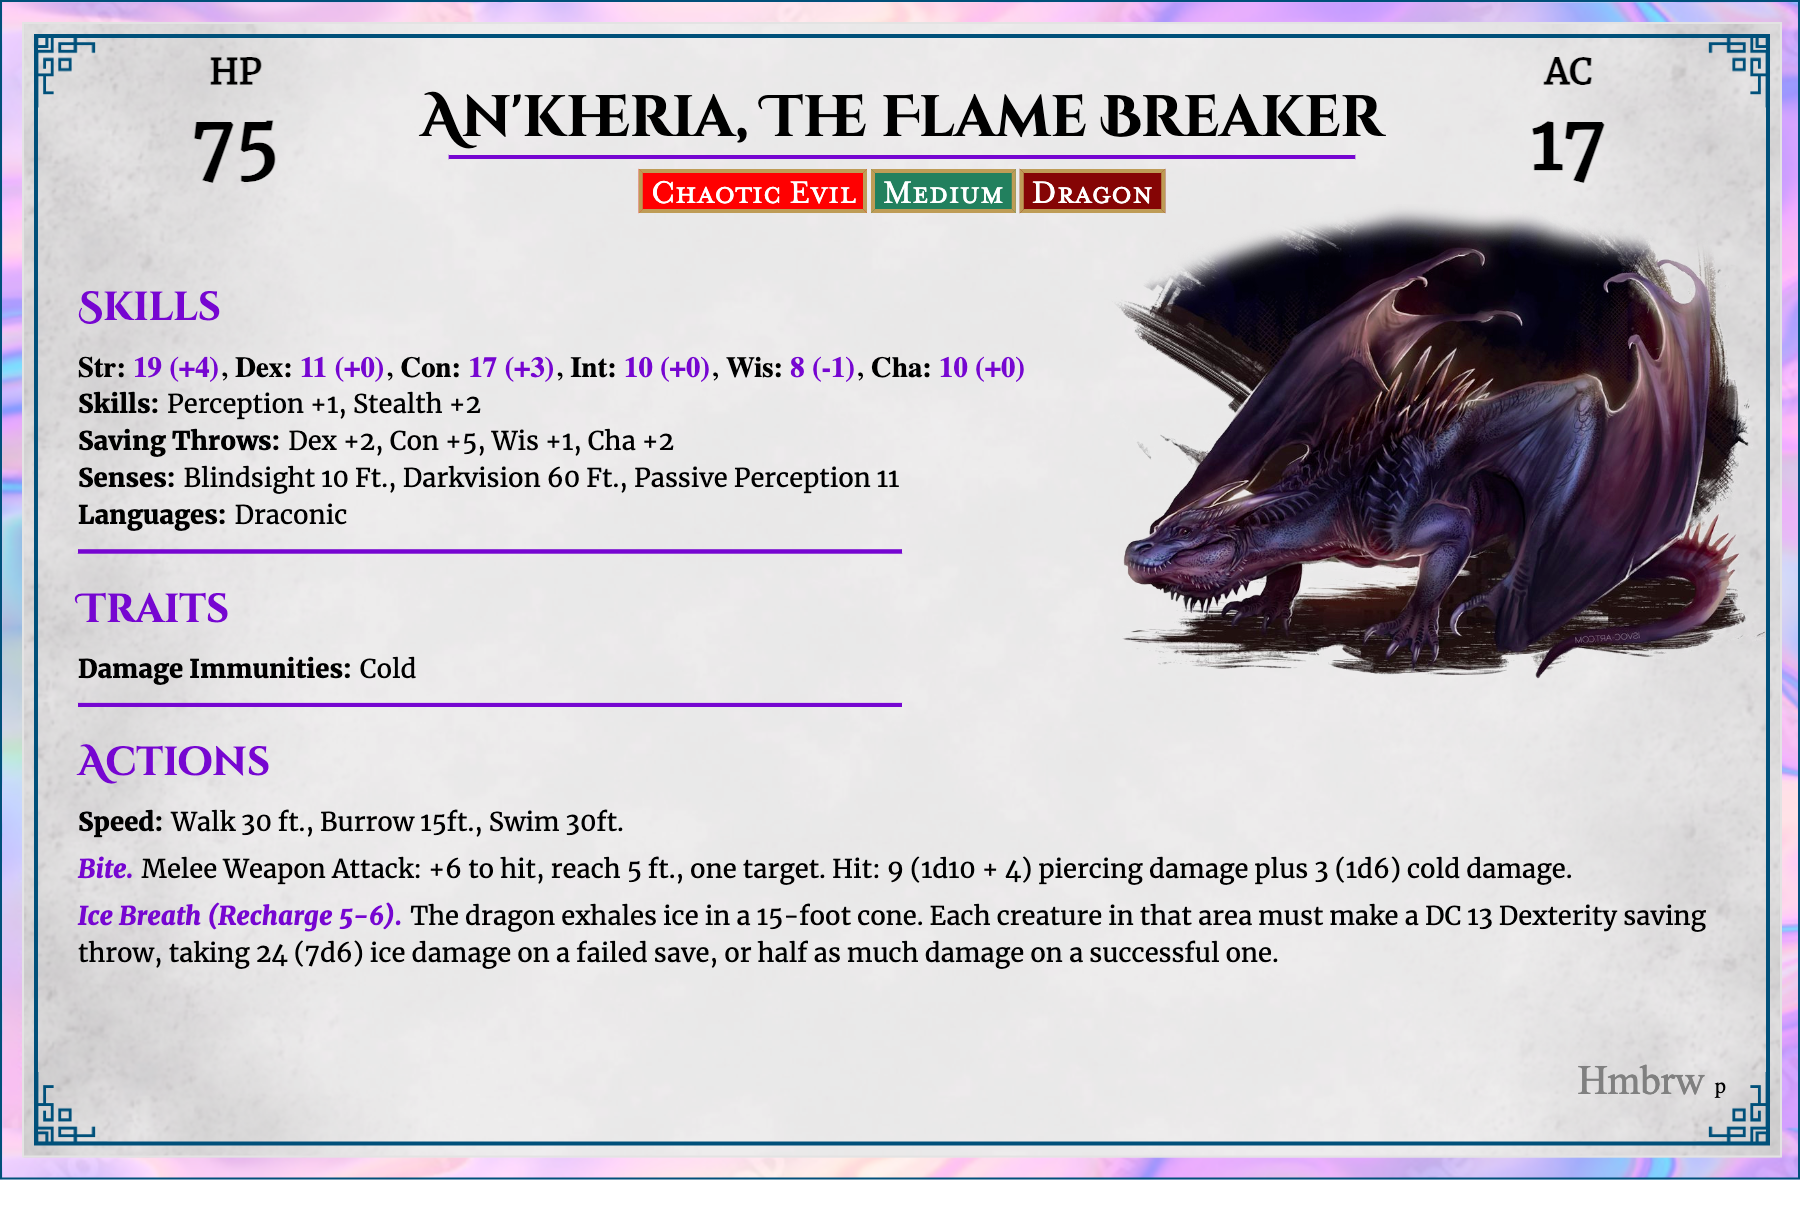 HP
75
AN'KHERIA, THE FLAME BREAKER
AC
17
CHAOTIC EVIL MEDIUM DRAGON
SKILLS
Str: 19 (+4), Dex: 11 (+0), Con: 17 (+3), Int: 10 (+0), Wis: 8 (-1), Cha: 10 (+0)
Skills: Perception +1, Stealth +2
Saving Throws: Dex +2, Con +5, Wis +1, Cha +2
Senses: Blindsight 10 Ft., Darkvision 60 Ft., Passive Perception 11
Languages: Draconic
TRAITS
Damage Immunities: Cold
ACTIONS
Speed: Walk 30 ft., Burrow 15ft., Swim 30ft.
Bite. Melee Weapon Attack: +6 to hit, reach 5 ft., one target. Hit: 9 (1d10 + 4) piercing damage plus 3 (1d6) cold damage.
Ice Breath (Recharge 5-6). The dragon exhales ice in a 15-foot cone. Each creature in that area must make a DC 13 Dexterity saving
throw, taking 24 (7d6) ice damage on a failed save, or half as much damage on a successful one.
Hmbrw p